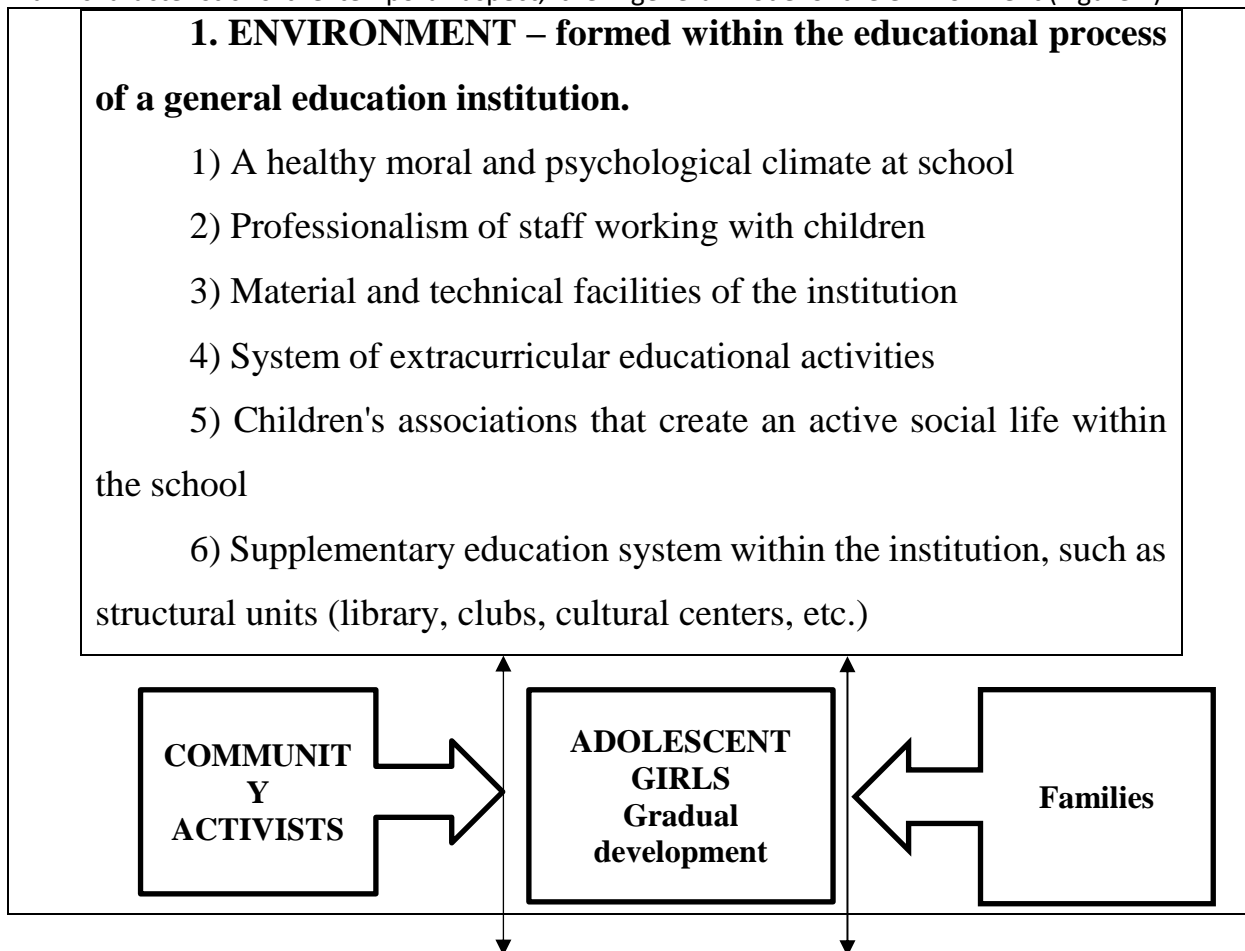 1. ENVIRONMENT – formed within the educational process
of a general education institution.
1) A healthy moral and psychological climate at school
2) Professionalism of staff working with children
3) Material and technical facilities of the institution
4) System of extracurricular educational activities
5) Children's associations that create an active social life within
the school
6) Supplementary education system within the institution, such as
structural units (library, clubs, cultural centers, etc.)
COMMUNIT
Y
ACTIVISTS
ADOLESCENT
GIRLS
Gradual
development
Families